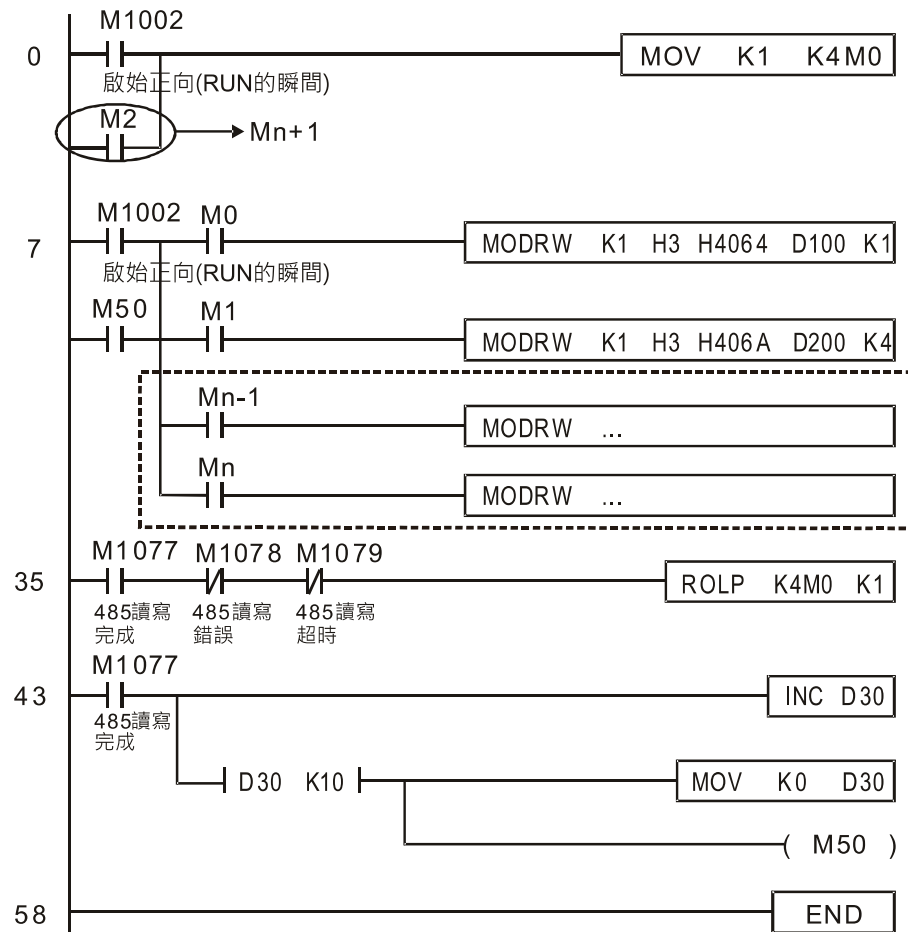 M1002
0
MOV K1 K4M0
啟始正向(RUN的瞬間)
M2
Mn+1
M1002 M0
7
MODRW K1 H3 H4064 D100 K1
啟始正向(RUN的瞬間)
M50 M1
MODRW K1 H3 H406A D200 K4
Mn-1
MODRW ...
Mn
MODRW ...
M1077 M1078 M1079
35
ROLP K4M0 K1
485讀寫 485讀寫 485讀寫
完成 錯誤 超時
M1077
43
INC D30
485讀寫
完成
D30 K10
MOV K0 D30
( M50 )
58
END